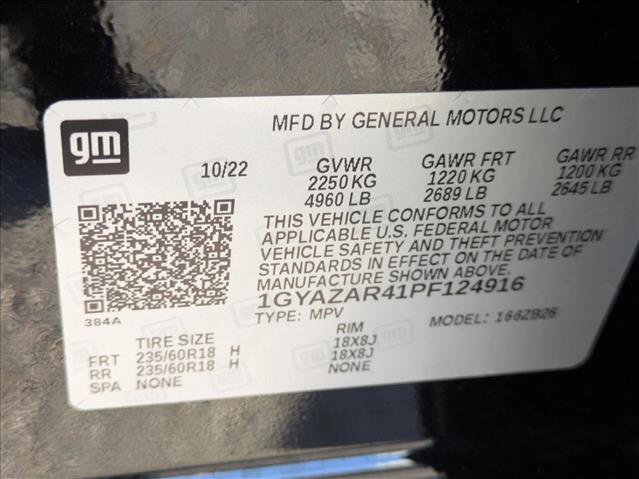 gm
MFD BY GENERAL MOTORS LLC
10/22 GVWR GAWR FRT GAWR RR
2250 KG 1220 KG 1200 KG
4960 LB 2689 LB 2645 LB
THIS VEHICLE CONFORMS TO ALL
APPLICABLE U.S. FEDERAL MOTOR
VEHICLE SAFETY AND THEFT PREVENTION
STANDARDS IN EFFECT ON THE DATE OF
MANUFACTURE SHOWN ABOVE.
1GYAZAR41PF124916
384A
TYPE: MPV MODEL: 166ZB26
TIRE SIZE RIM
FRT 235/60R18 H 18X8J
RR 235/60R18 H 18X8J
SPA NONE NONE